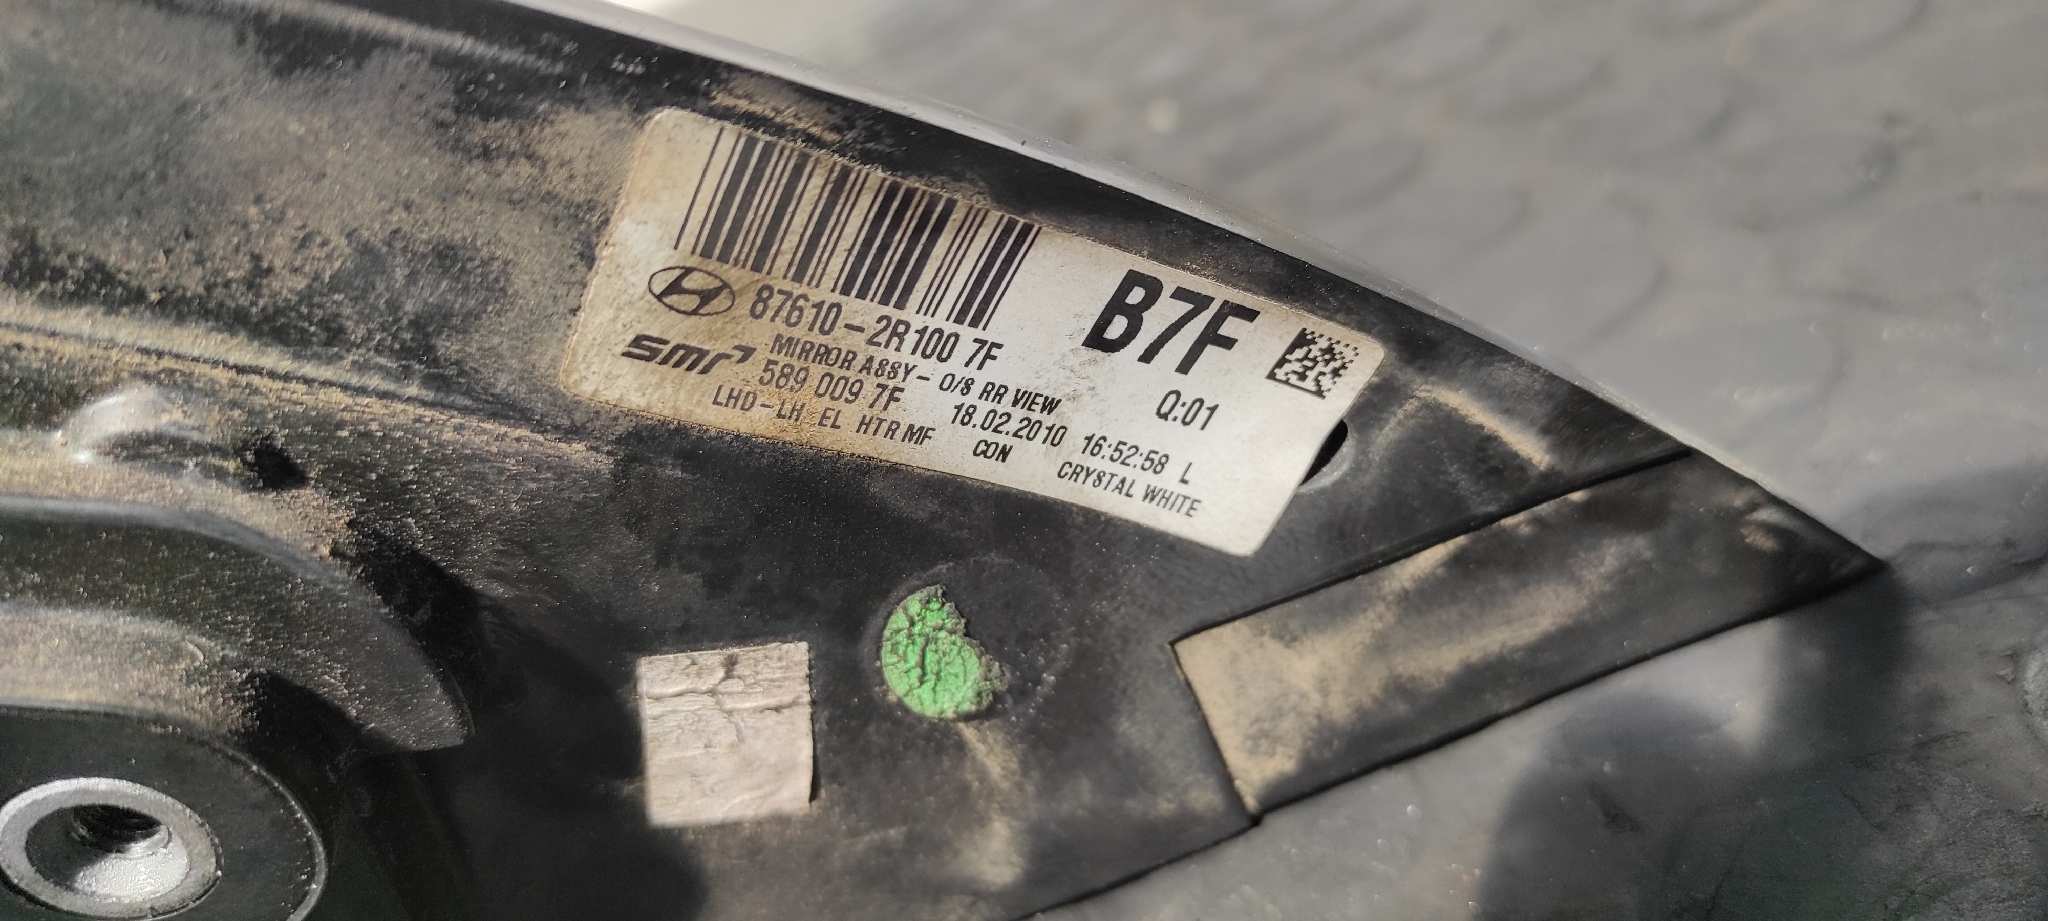 B7F
87610-2R100 7F
MIRROR ASSY- O/S RR VIEW
Q:01
smr
589 009 7F 18.02.2010 16:52:58 L
LHD-LH EL HTR MF CON CRYSTAL WHITE